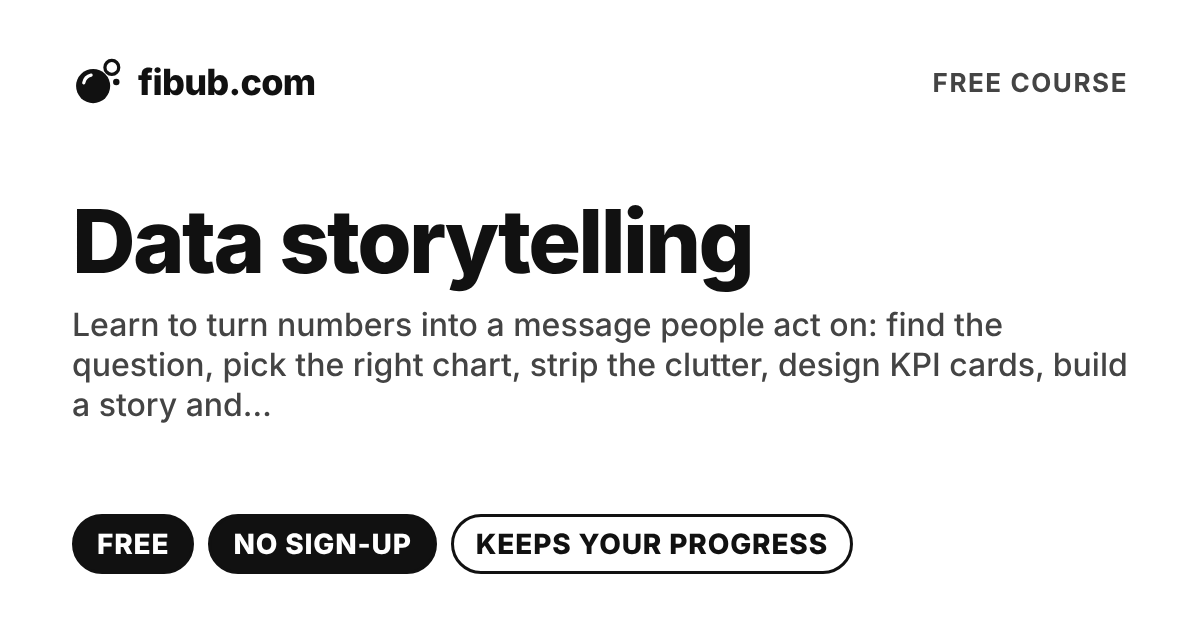 fibub.com
FREE COURSE
Data storytelling
Learn to turn numbers into a message people act on: find the
question, pick the right chart, strip the clutter, design KPI cards, build
a story and...
FREE
NO SIGN-UP
KEEPS YOUR PROGRESS